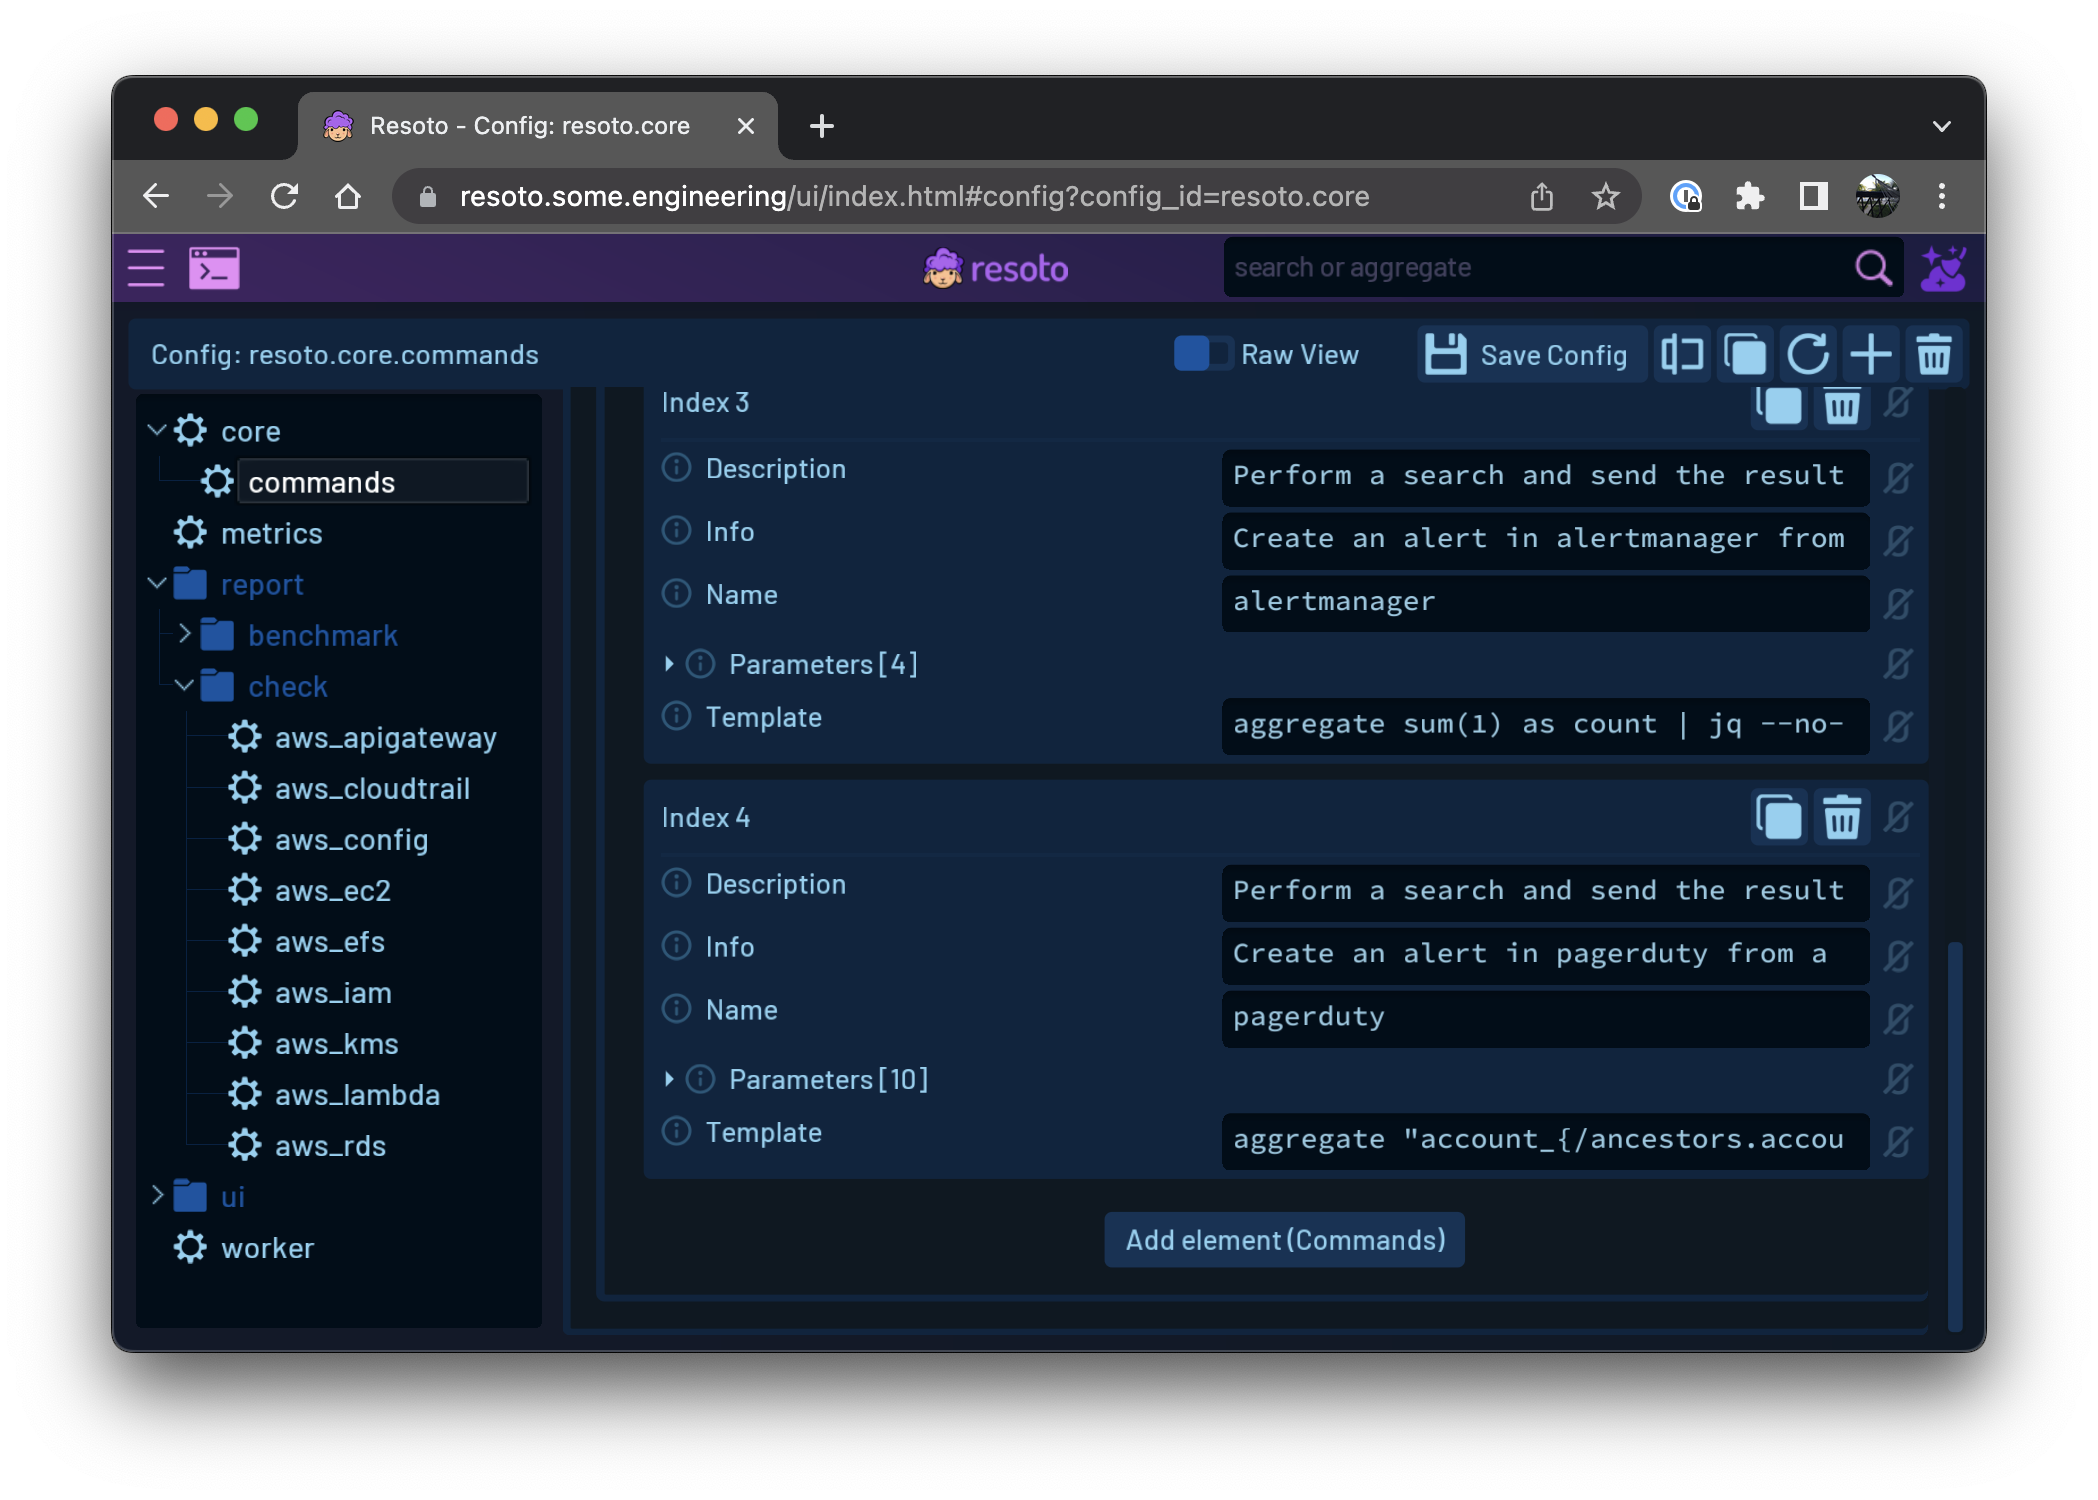 Resoto - Config: resoto.core
resoto.some.engineering/ui/index.html#config?config_id=resoto.core
resoto
search or aggregate
Config: resoto.core.commands
Raw View
Save Config
core
commands
metrics
report
benchmark
check
aws_apigateway
aws_cloudtrail
aws_config
aws_ec2
aws_efs
aws_iam
aws_kms
aws_lambda
aws_rds
ui
worker
Index 3
Description
Perform a search and send the result
Info
Create an alert in alertmanager from
Name
alertmanager
Parameters [4]
Template
aggregate sum(1) as count | jq --no-
Index 4
Description
Perform a search and send the result
Info
Create an alert in pagerduty from a
Name
pagerduty
Parameters [10]
Template
aggregate "account_{/ancestors.accou
Add element (Commands)